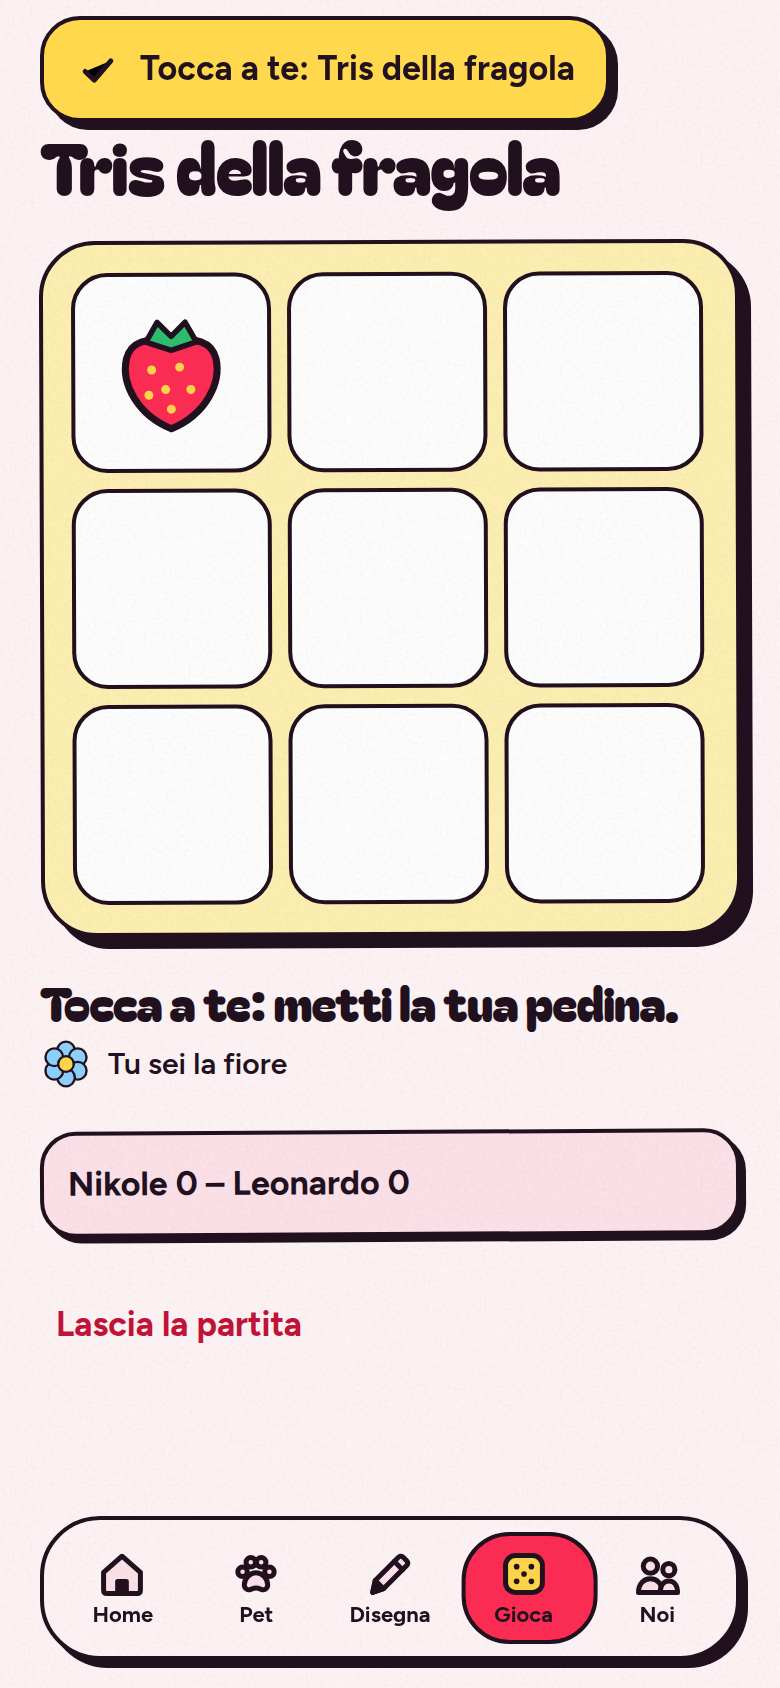 Tocca a te: Tris della fragola
Tris della fragola
Tocca a te: metti la tua pedina.
Tu sei la fiore
Nikole 0 – Leonardo 0
Lascia la partita
Home
Pet
Disegna
Gioca
Noi